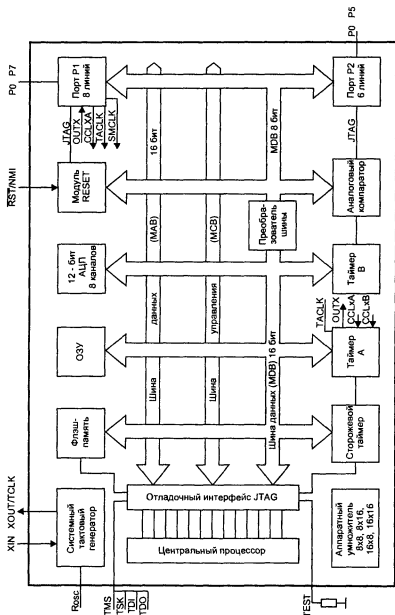 P0 P7
P0 P5
Порт P1
8 линий
Порт P2
6 линий
JTAG
OUTX
CCLXA
TACLK
SMCLK
16 бит
MDB 8 бит
JTAG
RST/NMI
Модуль
RESET
(MAB)
(MCB)
Преобра-
зователь
шины
Аналоговый
компаратор
12 - бит
АЦП
8 каналов
данных
управления
Таймер
B
TACLK
OUTX
CCLxA
CCLxB
ОЗУ
Таймер
A
Флэш-
память
Шина
Шина
Шина данных (MDB) 16 бит
Сторожевой
таймер
XIN XOUT/TCLK
Системный
тактовый
генератор
Отладочный интерфейс JTAG
Центральный процессор
Аппаратный
умножитель
8x8, 8x16,
16x8, 16x16
Rosc
TMS
TSK
TDI
TDO
TEST